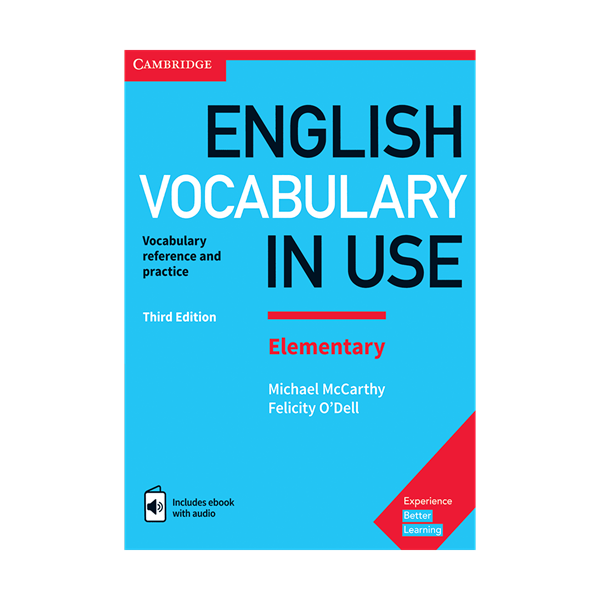 CAMBRIDGE
ENGLISH
VOCABULARY
IN USE
Vocabulary
reference and
practice
Third Edition
Elementary
Michael McCarthy
Felicity O'Dell
Includes ebook
with audio
Experience
Better
Learning